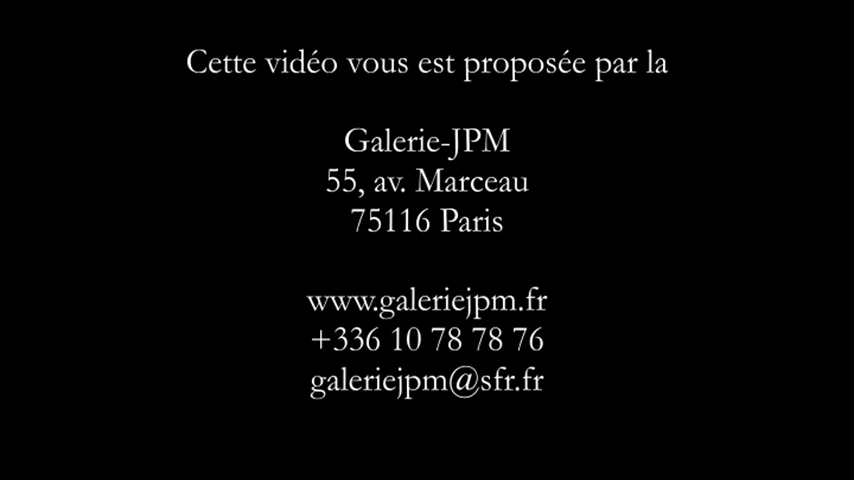 Cette vidéo vous est proposée par la
Galerie-JPM
55, av. Marceau
75116 Paris
www.galeriejpm.fr
+336 10 78 78 76
galeriejpm@sfr.fr